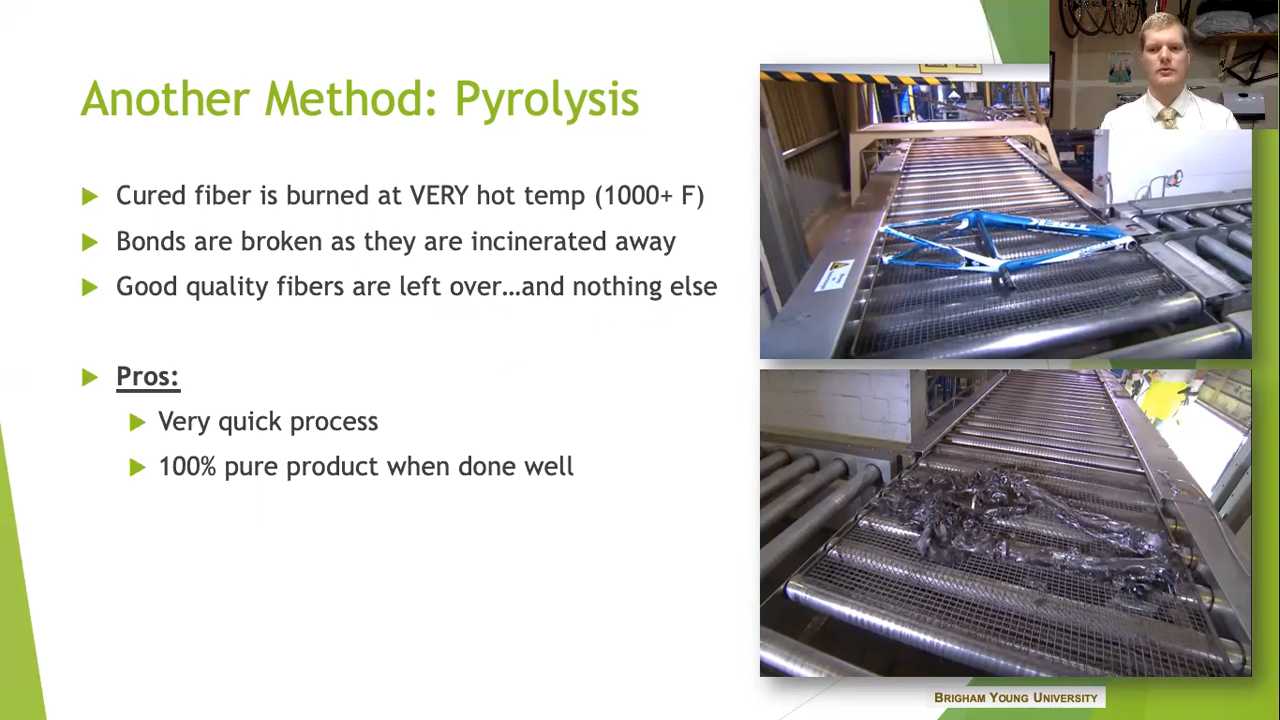 Another Method: Pyrolysis
Cured fiber is burned at VERY hot temp (1000+ F)
Bonds are broken as they are incinerated away
Good quality fibers are left over…and nothing else
Pros:
Very quick process
100% pure product when done well
BRIGHAM YOUNG UNIVERSITY